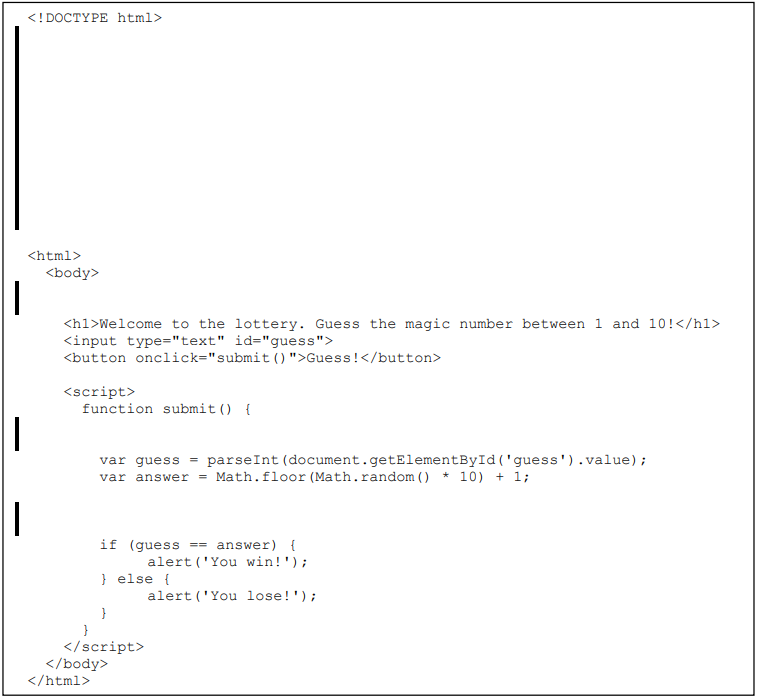 <!DOCTYPE html>
<html>
<body>
<h1>Welcome to the lottery. Guess the magic number between 1 and 10!</h1>
<input type="text" id="guess">
<button onclick="submit()">Guess!</button>
<script>
function submit() {
var guess = parseInt(document.getElementById('guess').value);
var answer = Math.floor(Math.random() * 10) + 1;
if (guess == answer) {
alert('You win!');
} else {
alert('You lose!');
}
}
</script>
</body>
</html>